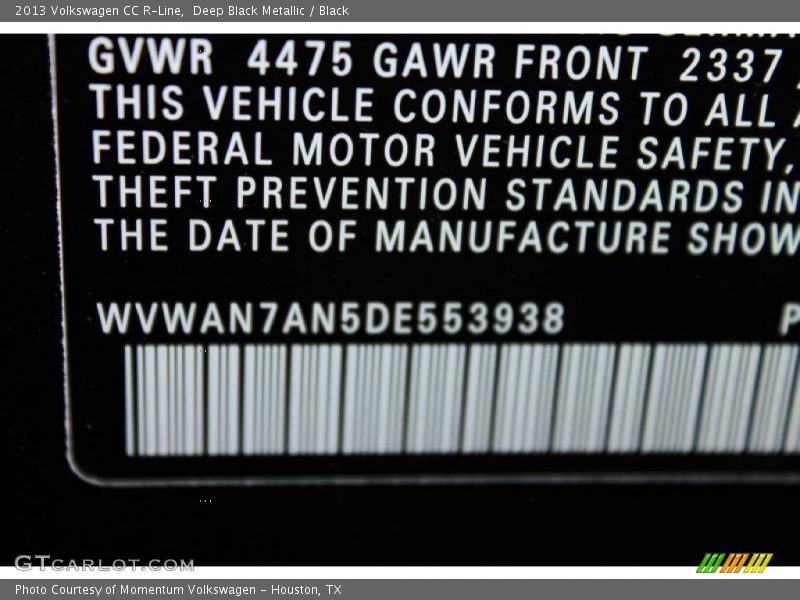 2013 Volkswagen CC R-Line, Deep Black Metallic / Black
GVWR 4475 GAWR FRONT 2337
THIS VEHICLE CONFORMS TO ALL
FEDERAL MOTOR VEHICLE SAFETY,
THEFT PREVENTION STANDARDS IN
THE DATE OF MANUFACTURE SHOW
WVWAN7AN5DE553938 P
GTCARLOT.COM
Photo Courtesy of Momentum Volkswagen - Houston, TX